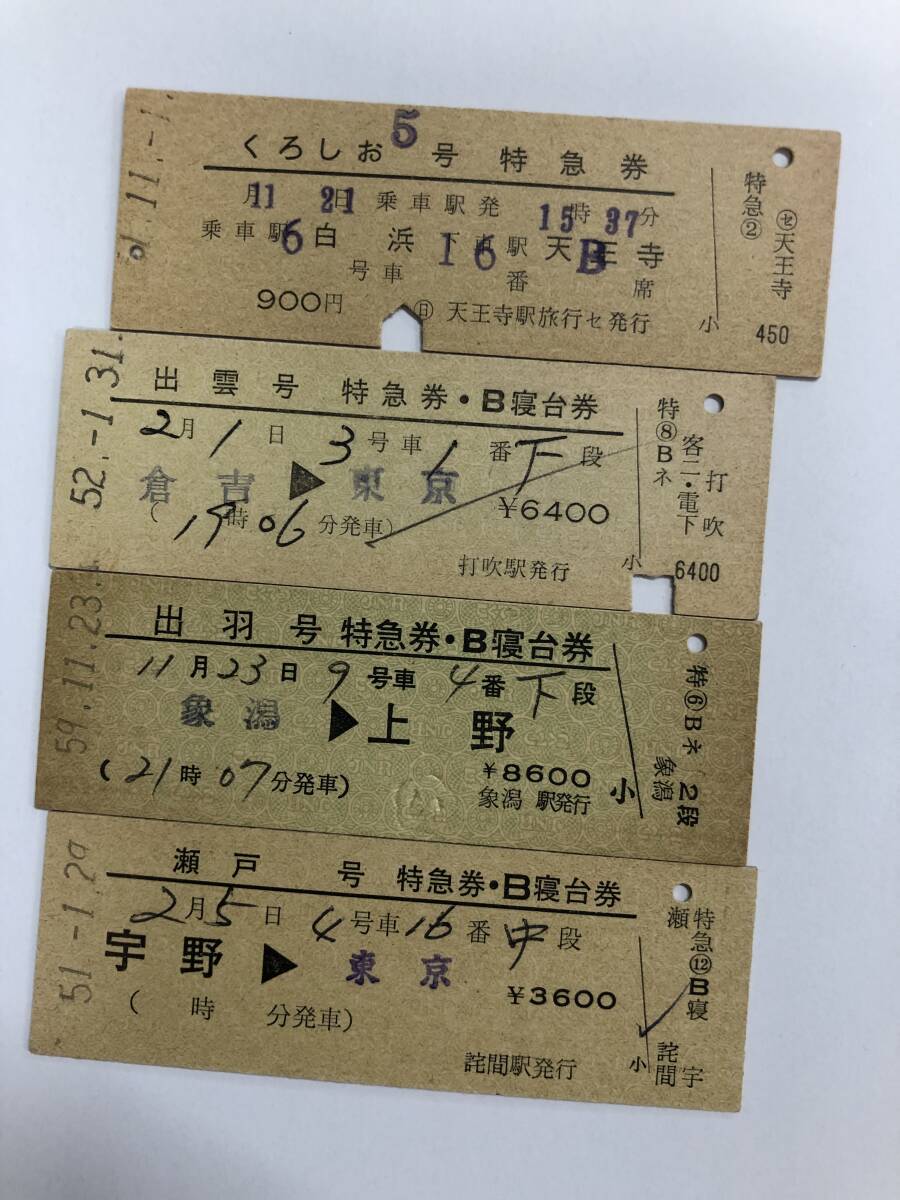 くろしお5号 特急券
11月21日 乗車駅発 15時37分
乗車駅 白浜 下車駅 天王寺
6号車 16番 B席
900円 ㊐ 天王寺駅旅行セ発行
特急②
㋝天王寺
小 450
52.-1.31.
出雲号 特急券・B寝台券
2月1日 3号車 1番 下段
倉吉 ▶ 東京
(19時06分発車) ¥6400
打吹駅発行
特⑧Bネ
客二・電下
打吹
小 6400
59.11.23.
出羽号 特急券・B寝台券
11月23日 9号車 4番 下段
象潟 ▶ 上野
(21時07分発車) ¥8600
象潟駅発行
小
特⑥Bネ 2段
象潟
51.-1.29
瀬戸号 特急券・B寝台券
2月5日 4号車 16番 中段
宇野 ▶ 東京
(時 分発車) ¥3600
詫間駅発行
特急⑫B寝 宇
瀬
詫間
小